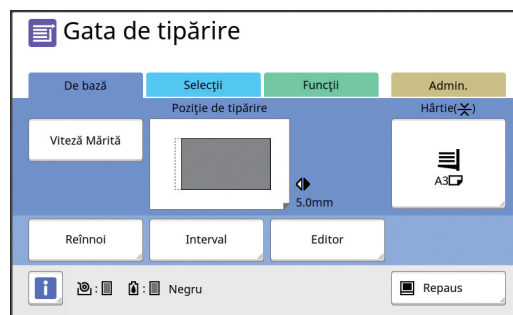 Gata de tipărire
De bază Selecţii Funcţii Admin.
Poziţie de tipărire Hârtie( )
Viteză Mărită
A3
5.0mm
Reînnoi Interval Editor
i : : Negru Repaus